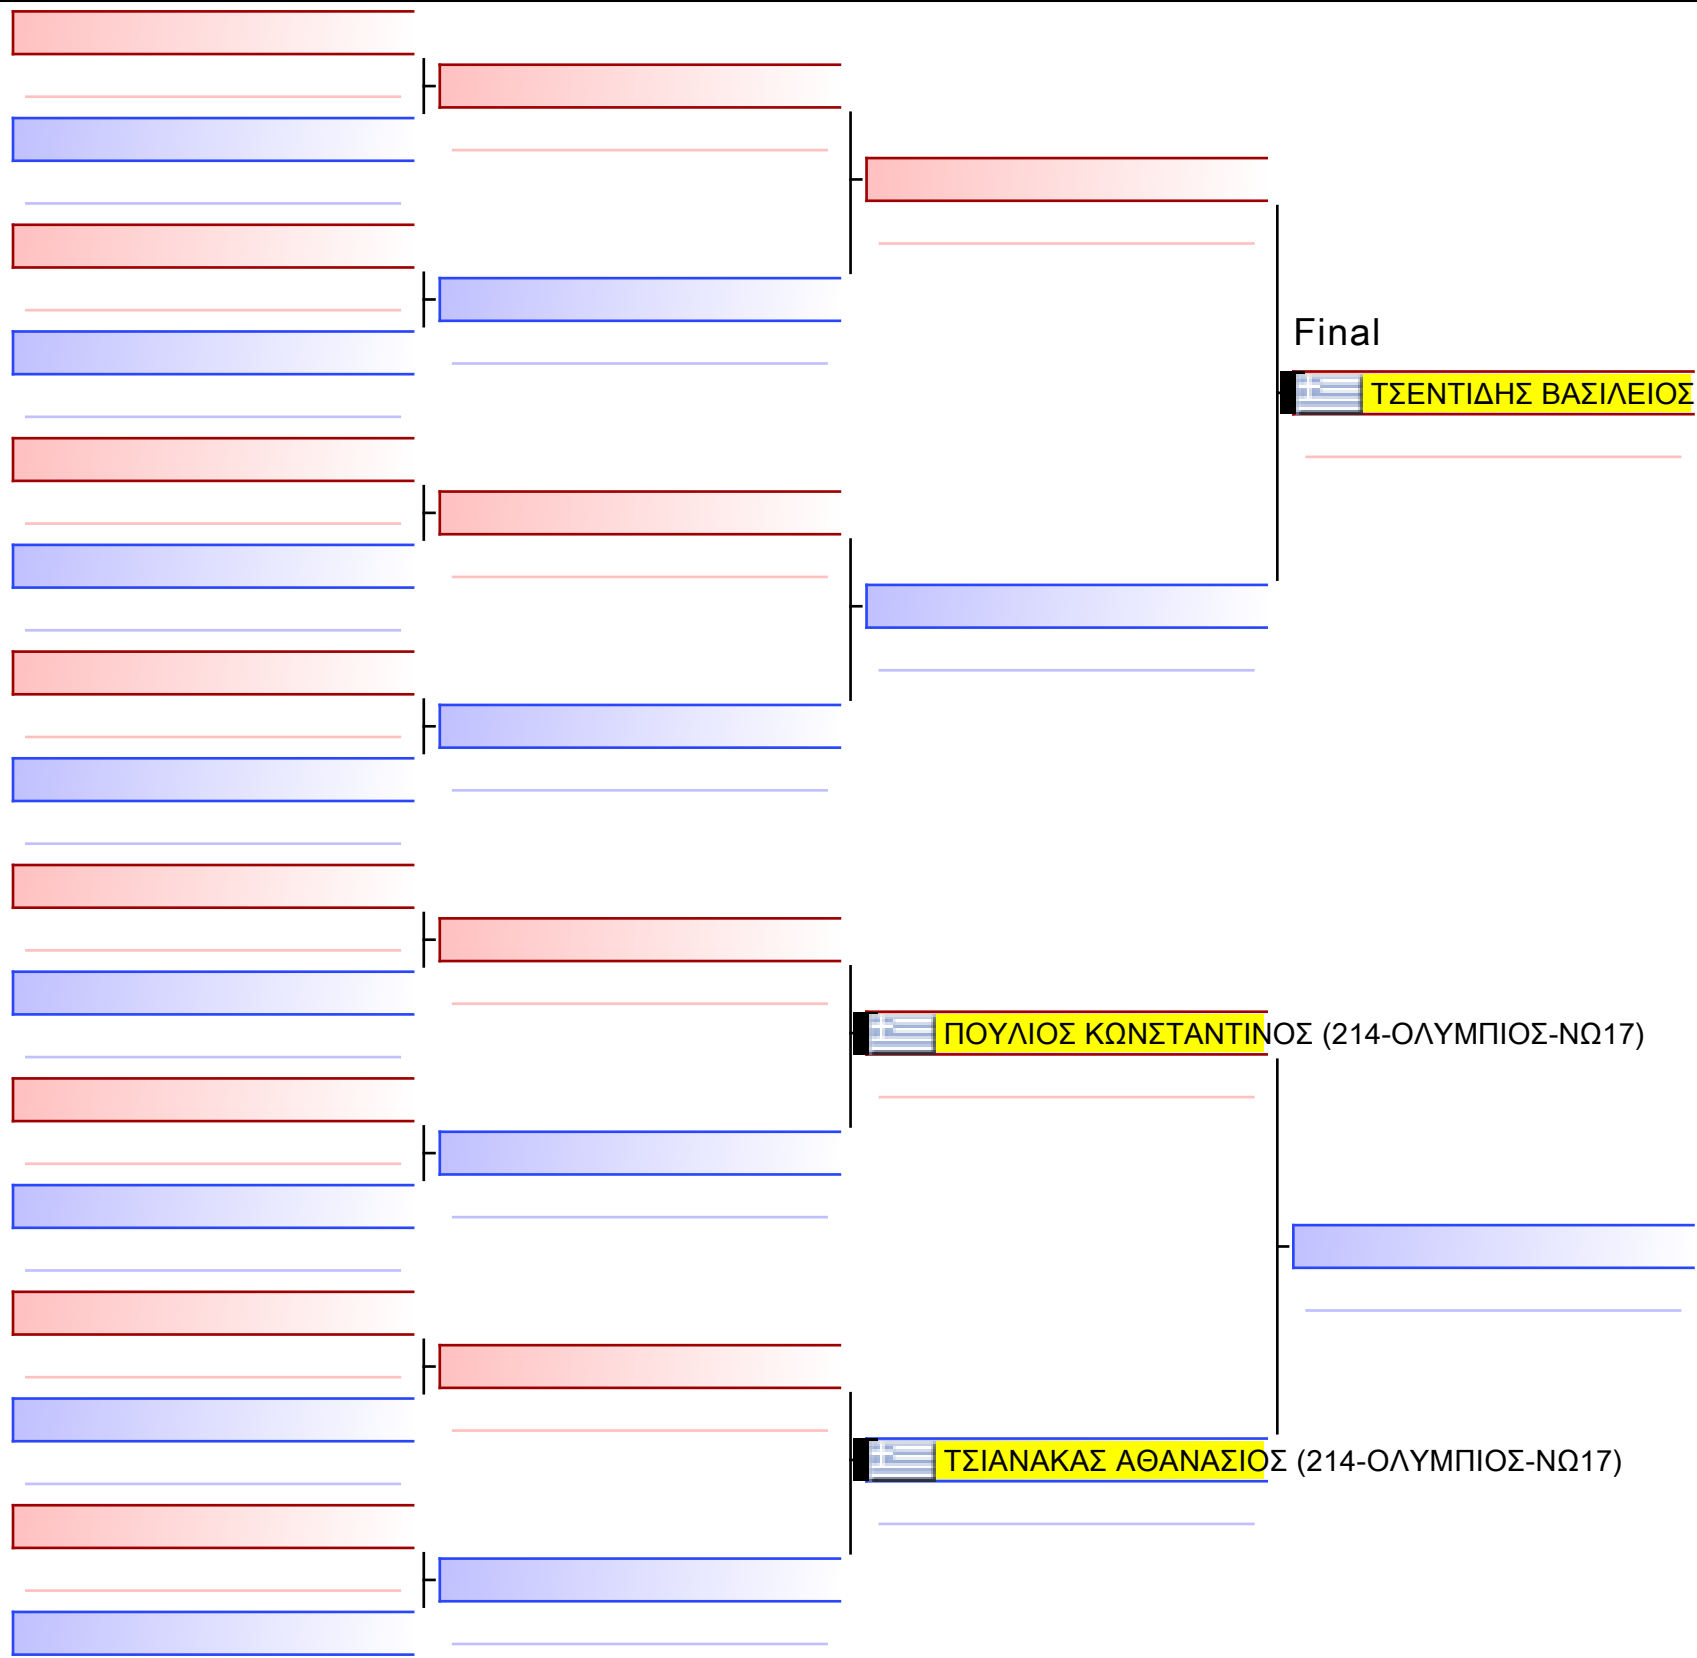 Final
ΤΣΕΝΤΙΔΗΣ ΒΑΣΙΛΕΙΟΣ
ΠΟΥΛΙΟΣ ΚΩΝΣΤΑΝΤΙΝΟΣ (214-ΟΛΥΜΠΙΟΣ-ΝΩ17)
ΤΣΙΑΝΑΚΑΣ ΑΘΑΝΑΣΙΟΣ (214-ΟΛΥΜΠΙΟΣ-ΝΩ17)